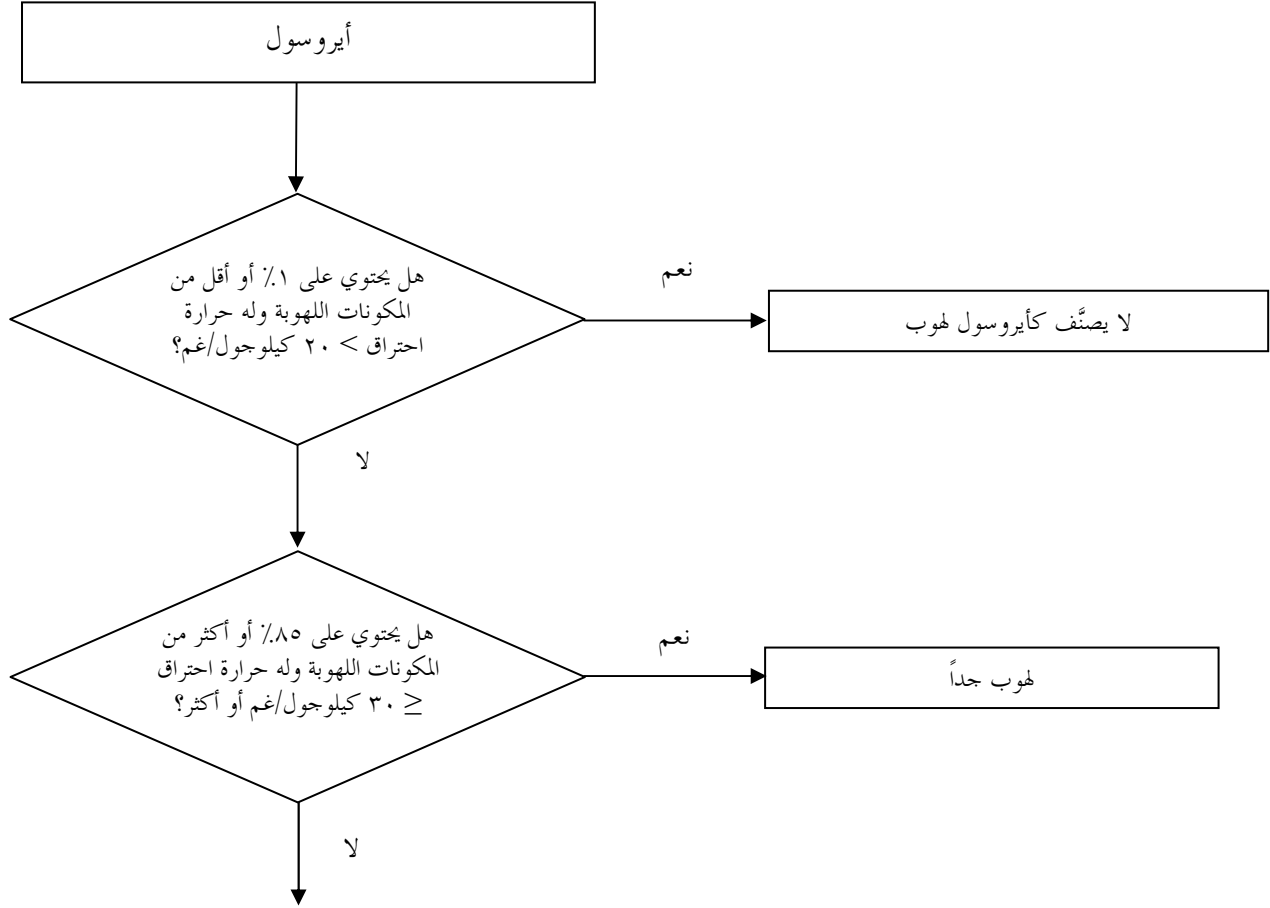 أيروسول
هل يحتوي على ١٪ أو أقل من
المكونات اللهوبة وله حرارة
احتراق > ٢٠ كيلوجول/غم؟
نعم
لا يصنَّف كأيروسول لهوب
لا
هل يحتوي على ٨٥٪ أو أكثر من
المكونات اللهوبة وله حرارة احتراق
≤ ٣٠ كيلوجول/غم أو أكثر؟
نعم
لهوب جداً
لا